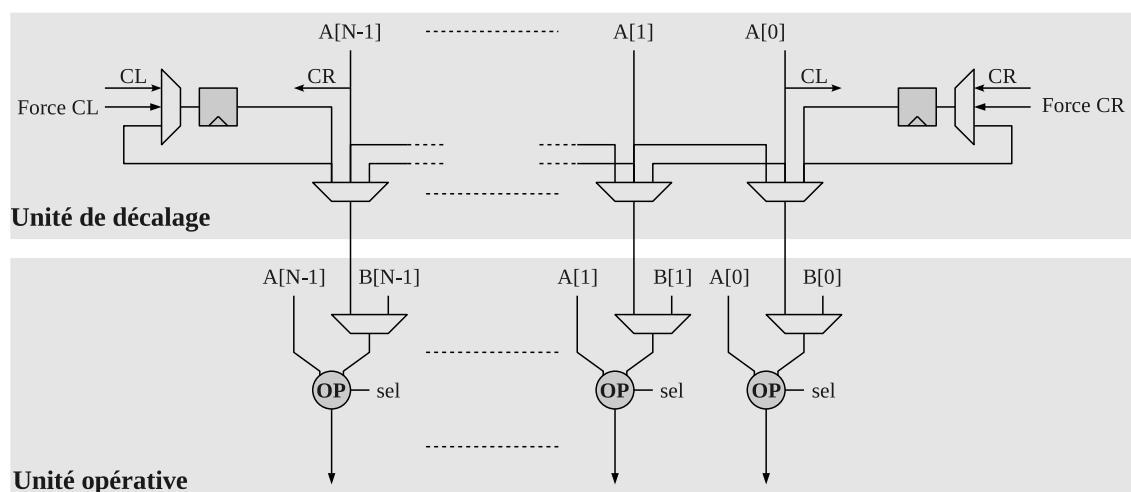 A[N-1] A[1] A[0]
CL CR CL CR
Force CL Force CR
Unité de décalage
A[N-1] B[N-1] A[1] B[1] A[0] B[0]
OP sel OP sel OP sel
Unité opérative